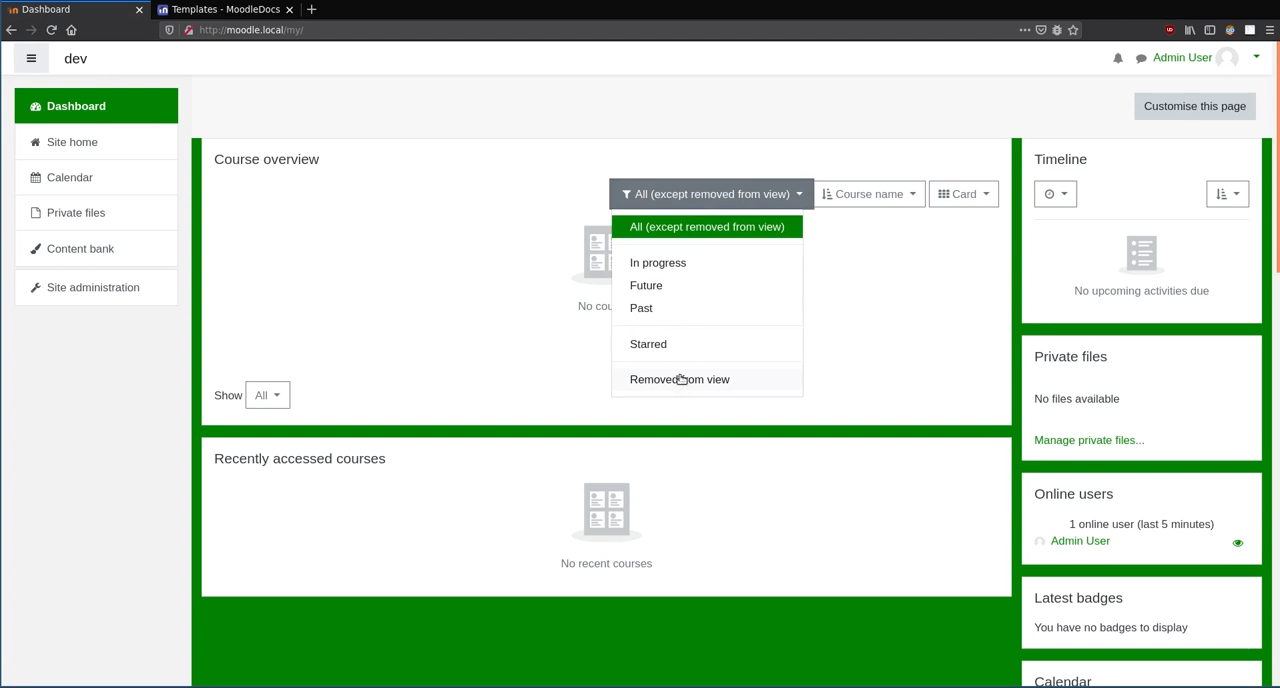 Dashboard
Templates - MoodleDocs
http://moodle.local/my/
dev
Admin User
Dashboard
Customise this page
Site home
Calendar
Private files
Content bank
Site administration
Course overview
All (except removed from view)
Course name
Card
All (except removed from view)
In progress
Future
Past
Starred
Removed from view
No cou
Show
All
Recently accessed courses
No recent courses
Timeline
No upcoming activities due
Private files
No files available
Manage private files...
Online users
1 online user (last 5 minutes)
Admin User
Latest badges
You have no badges to display
Calendar